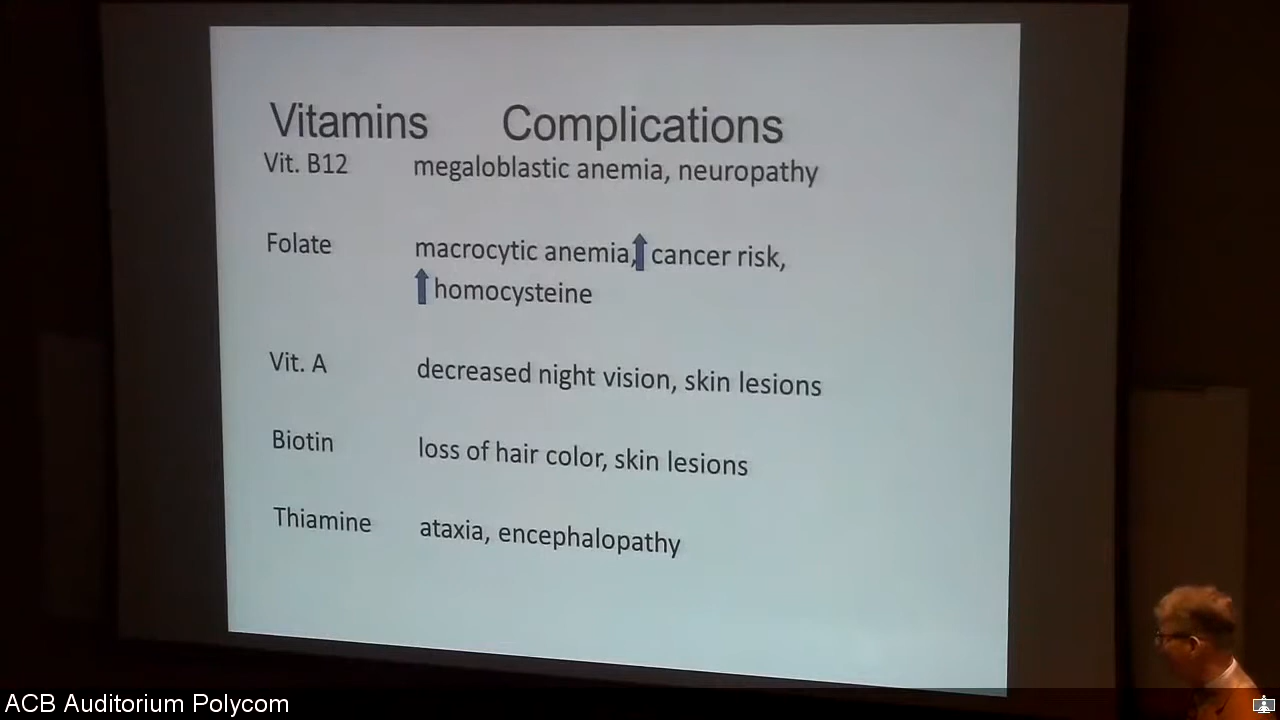 Vitamins Complications
Vit. B12 megaloblastic anemia, neuropathy
Folate macrocytic anemia, cancer risk,
homocysteine
Vit. A decreased night vision, skin lesions
Biotin loss of hair color, skin lesions
Thiamine ataxia, encephalopathy
ACB Auditorium Polycom